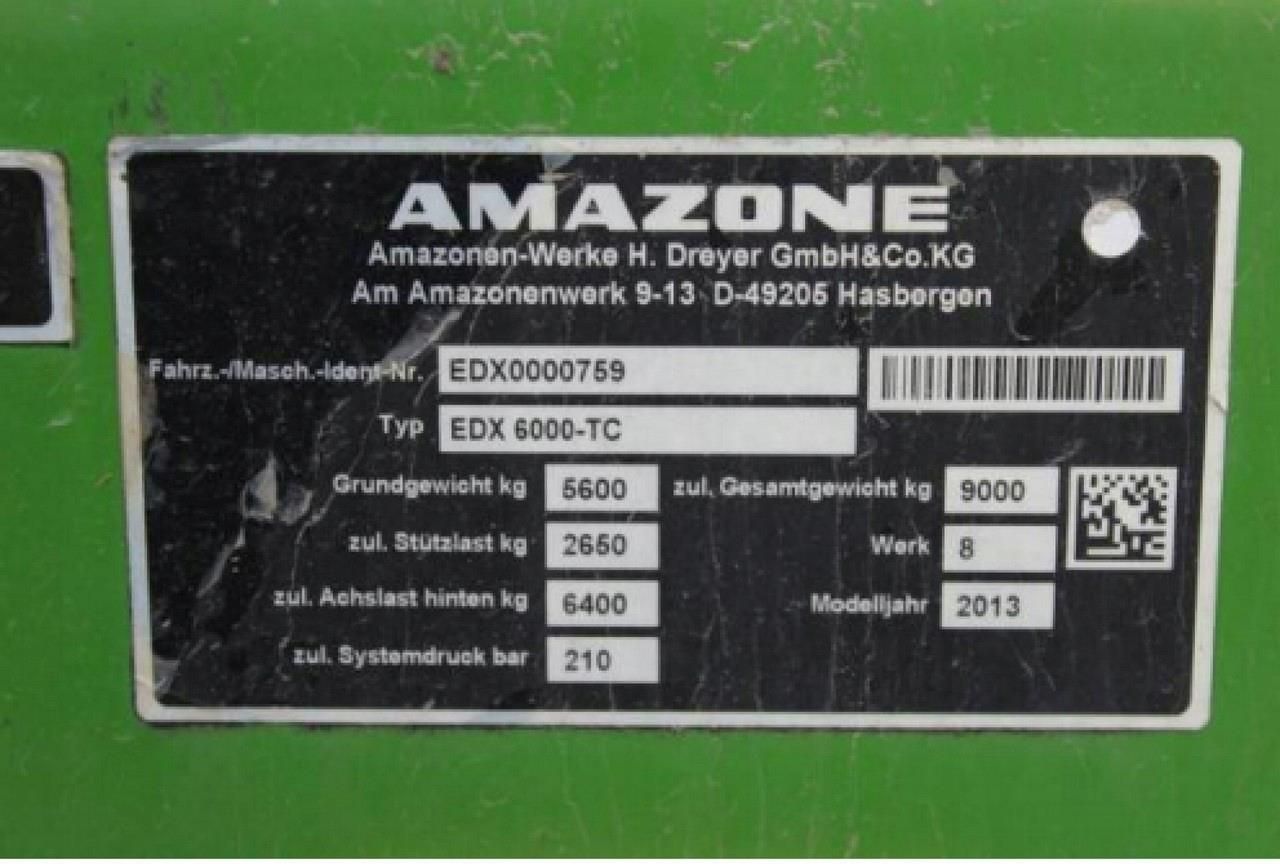 AMAZONE
Amazonen-Werke H. Dreyer GmbH&Co.KG
Am Amazonenwerk 9-13 D-49205 Hasbergen
Fahrz.-/Masch.-Ident-Nr. EDX0000759
Typ EDX 6000-TC
Grundgewicht kg 5600 zul. Gesamtgewicht kg 9000
zul. Stützlast kg 2650 Werk 8
zul. Achslast hinten kg 6400 Modelljahr 2013
zul. Systemdruck bar 210